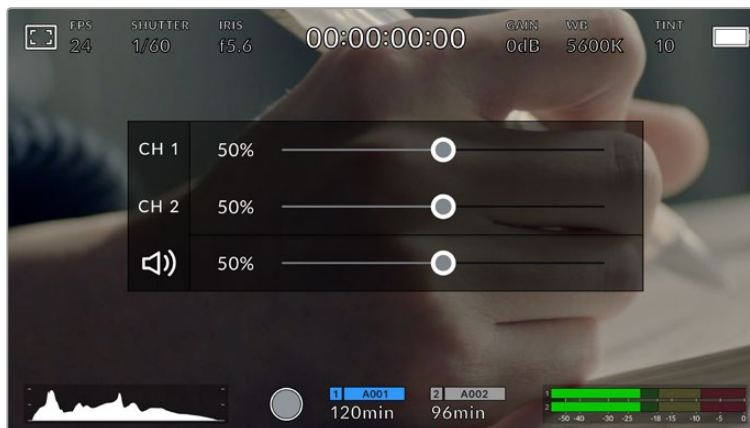 FPS SHUTTER IRIS 00:00:00:00 GAIN WB TINT
24 1/60 f5.6 0dB 5600K 10
CH 1 50%
CH 2 50%
50%
1 A001 2 A002
120min 96min
1
2
-50 -40 -30 -25 -18 -15 -10 -5 0